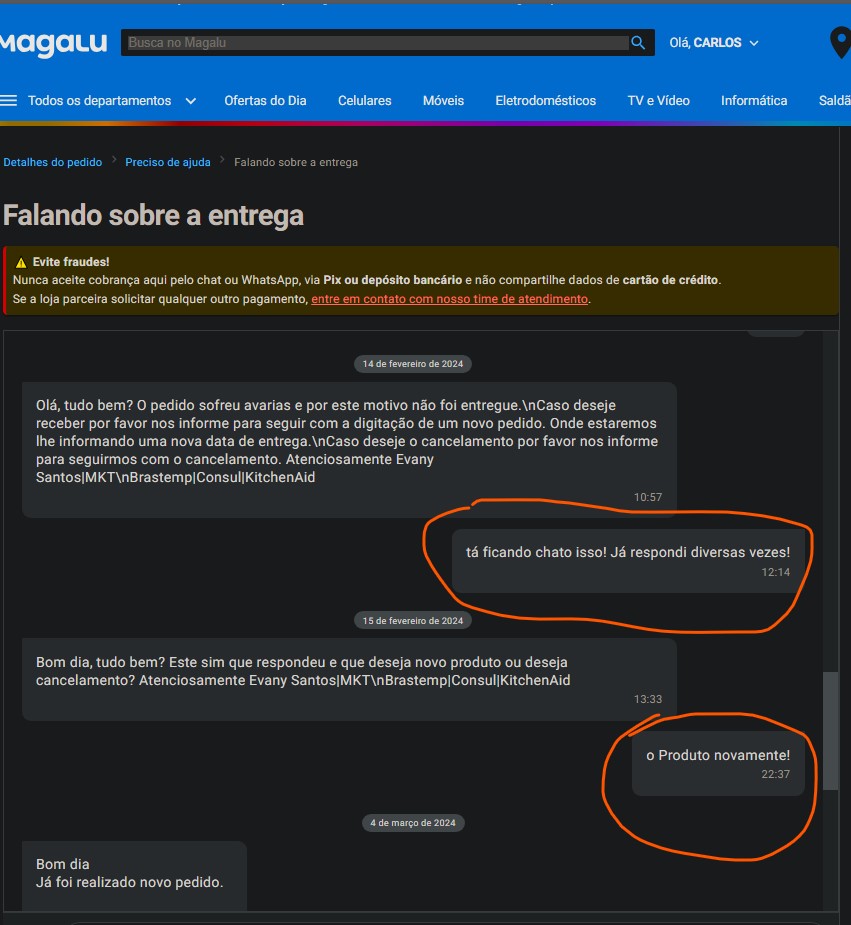 Magalu
Busca no Magalu
Olá, CARLOS
Todos os departamentos
Ofertas do Dia
Celulares
Móveis
Eletrodomésticos
TV e Vídeo
Informática
Saldã
Detalhes do pedido > Preciso de ajuda > Falando sobre a entrega
Falando sobre a entrega
Evite fraudes!
Nunca aceite cobrança aqui pelo chat ou WhatsApp, via Pix ou depósito bancário e não compartilhe dados de cartão de crédito.
Se a loja parceira solicitar qualquer outro pagamento, entre em contato com nosso time de atendimento.
14 de fevereiro de 2024
Olá, tudo bem? O pedido sofreu avarias e por este motivo não foi entregue.\nCaso deseje
receber por favor nos informe para seguir com a digitação de um novo pedido. Onde estaremos
lhe informando uma nova data de entrega.\nCaso deseje o cancelamento por favor nos informe
para seguirmos com o cancelamento. Atenciosamente Evany
Santos|MKT\nBrastemp|Consul|KitchenAid
10:57
tá ficando chato isso! Já respondi diversas vezes!
12:14
15 de fevereiro de 2024
Bom dia, tudo bem? Este sim que respondeu e que deseja novo produto ou deseja
cancelamento? Atenciosamente Evany Santos|MKT\nBrastemp|Consul|KitchenAid
13:33
o Produto novamente!
22:37
4 de março de 2024
Bom dia
Já foi realizado novo pedido.